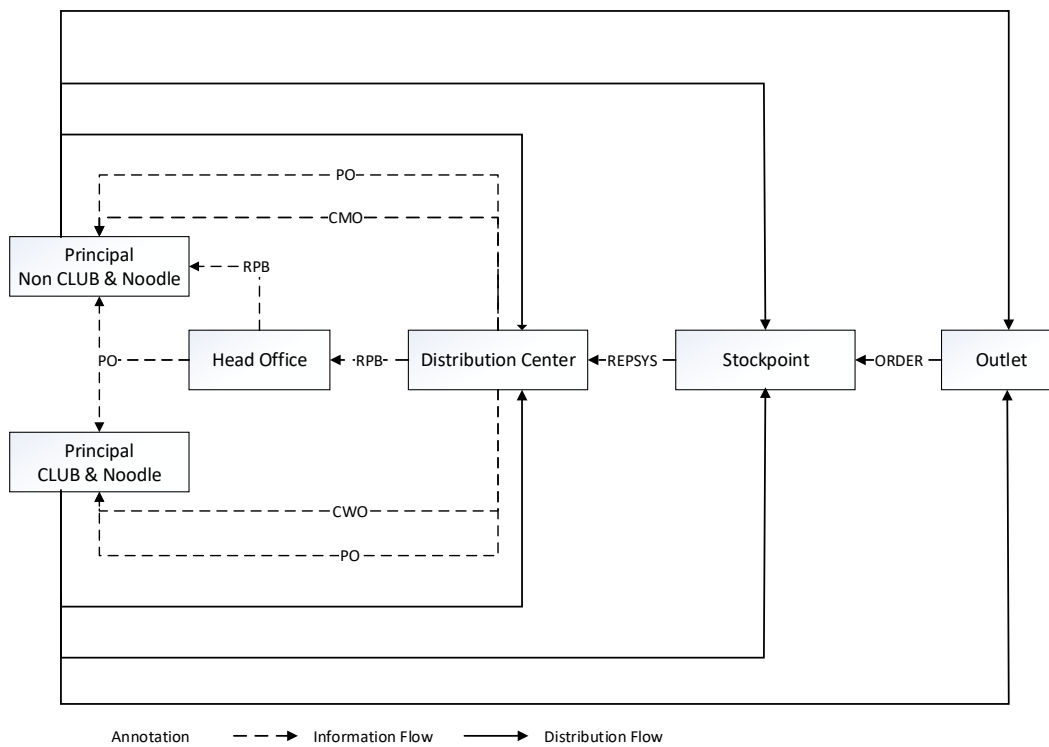 PO
CMO
Principal
Non CLUB & Noodle
RPB
PO
Head Office
RPB
Distribution Center
REPSYS
Stockpoint
ORDER
Outlet
Principal
CLUB & Noodle
CWO
PO
Annotation
Information Flow
Distribution Flow